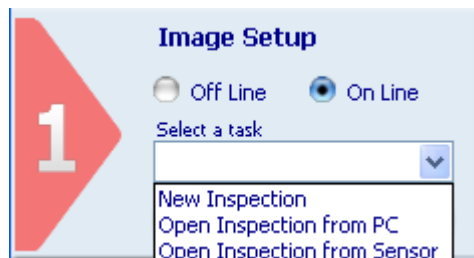 1
Image Setup
Off Line On Line
Select a task
New Inspection
Open Inspection from PC
Open Inspection from Sensor